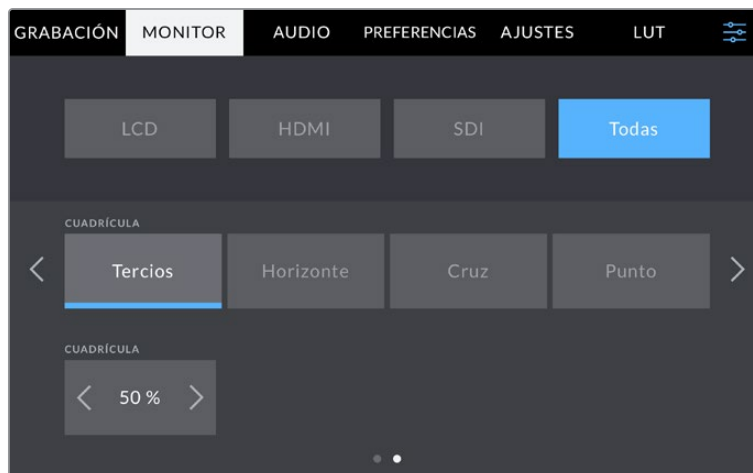 GRABACIÓN MONITOR AUDIO PREFERENCIAS AJUSTES LUT
LCD HDMI SDI Todas
CUADRÍCULA
Tercios Horizonte Cruz Punto
CUADRÍCULA
50 %